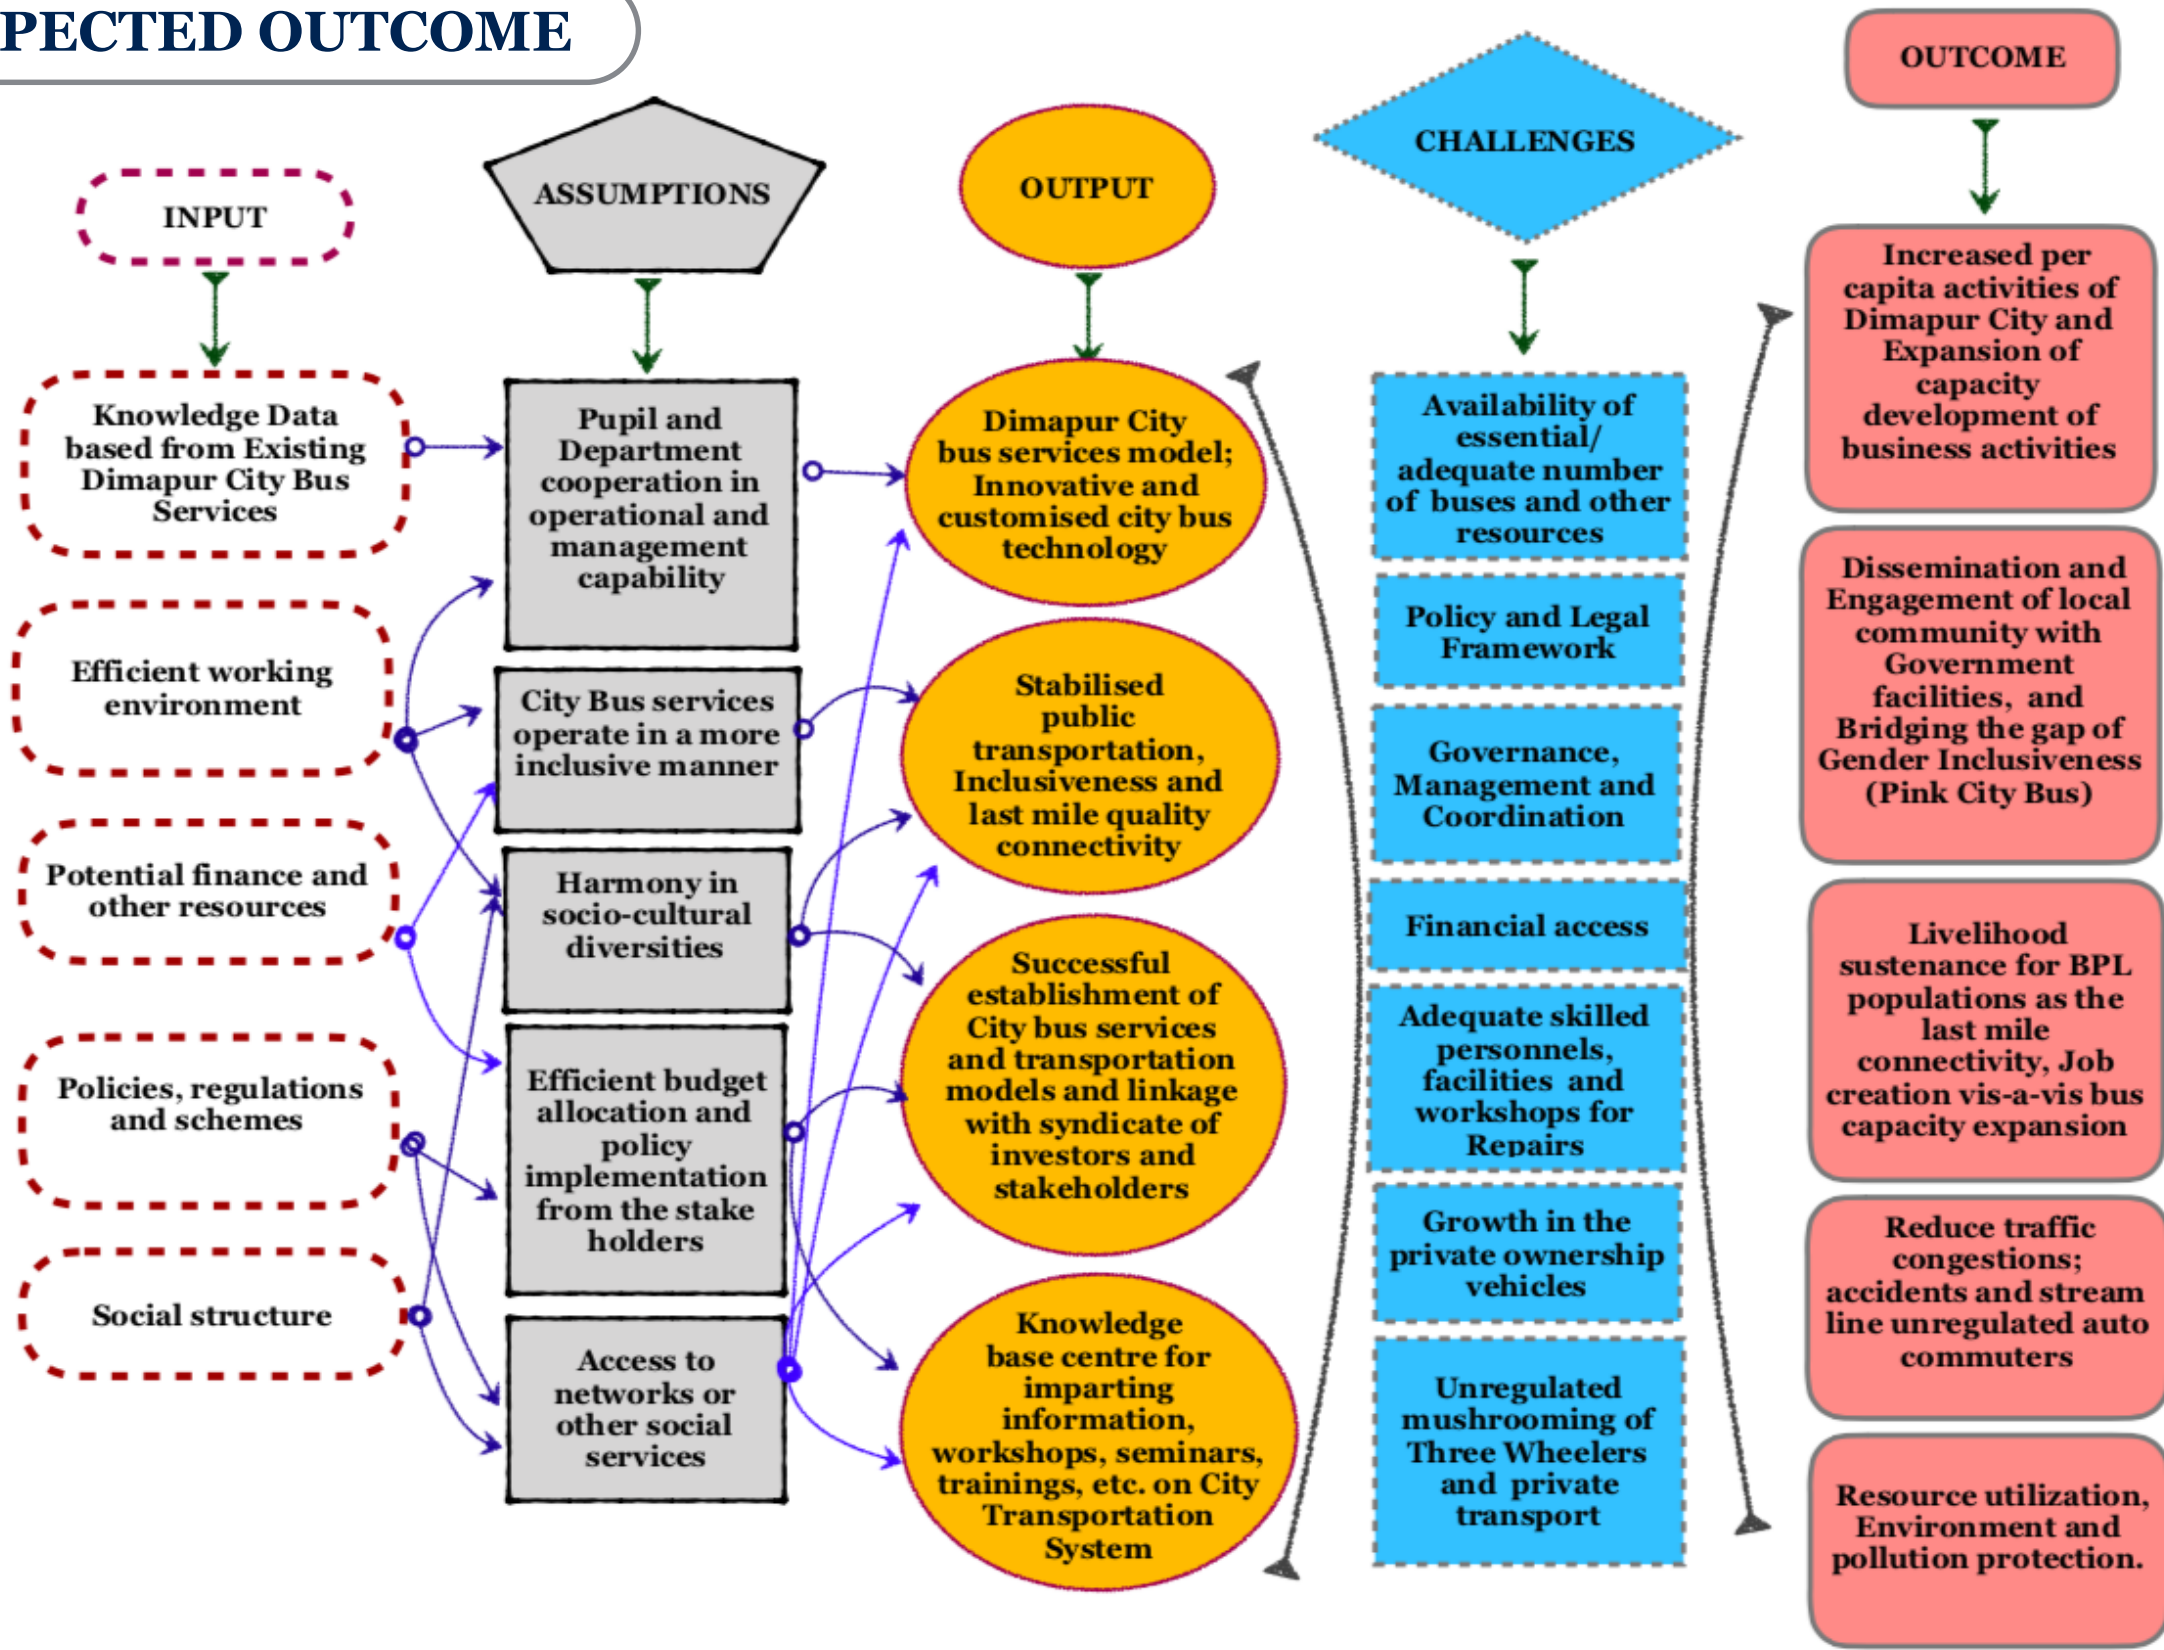 PECTED OUTCOME
INPUT
Knowledge Data
based from Existing
Dimapur City Bus
Services
Efficient working
environment
Potential finance and
other resources
Policies, regulations
and schemes
Social structure
ASSUMPTIONS
Pupil and
Department
cooperation in
operational and
management
capability
City Bus services
operate in a more
inclusive manner
Harmony in
socio-cultural
diversities
Efficient budget
allocation and
policy
implementation
from the stake
holders
Access to
networks or
other social
services
OUTPUT
Dimapur City
bus services model;
Innovative and
customised city bus
technology
Stabilised
public
transportation,
Inclusiveness and
last mile quality
connectivity
Successful
establishment of
City bus services
and transportation
models and linkage
with syndicate of
investors and
stakeholders
Knowledge
base centre for
imparting
information,
workshops, seminars,
trainings, etc. on City
Transportation
System
CHALLENGES
Availability of
essential/
adequate number
of buses and other
resources
Policy and Legal
Framework
Governance,
Management and
Coordination
Financial access
Adequate skilled
personnels,
facilities and
workshops for
Repairs
Growth in the
private ownership
vehicles
Unregulated
mushrooming of
Three Wheelers
and private
transport
OUTCOME
Increased per
capita activities of
Dimapur City and
Expansion of
capacity
development of
business activities
Dissemination and
Engagement of local
community with
Government
facilities, and
Bridging the gap of
Gender Inclusiveness
(Pink City Bus)
Livelihood
sustenance for BPL
populations as the
last mile
connectivity, Job
creation vis-a-vis bus
capacity expansion
Reduce traffic
congestions;
accidents and stream
line unregulated auto
commuters
Resource utilization,
Environment and
pollution protection.